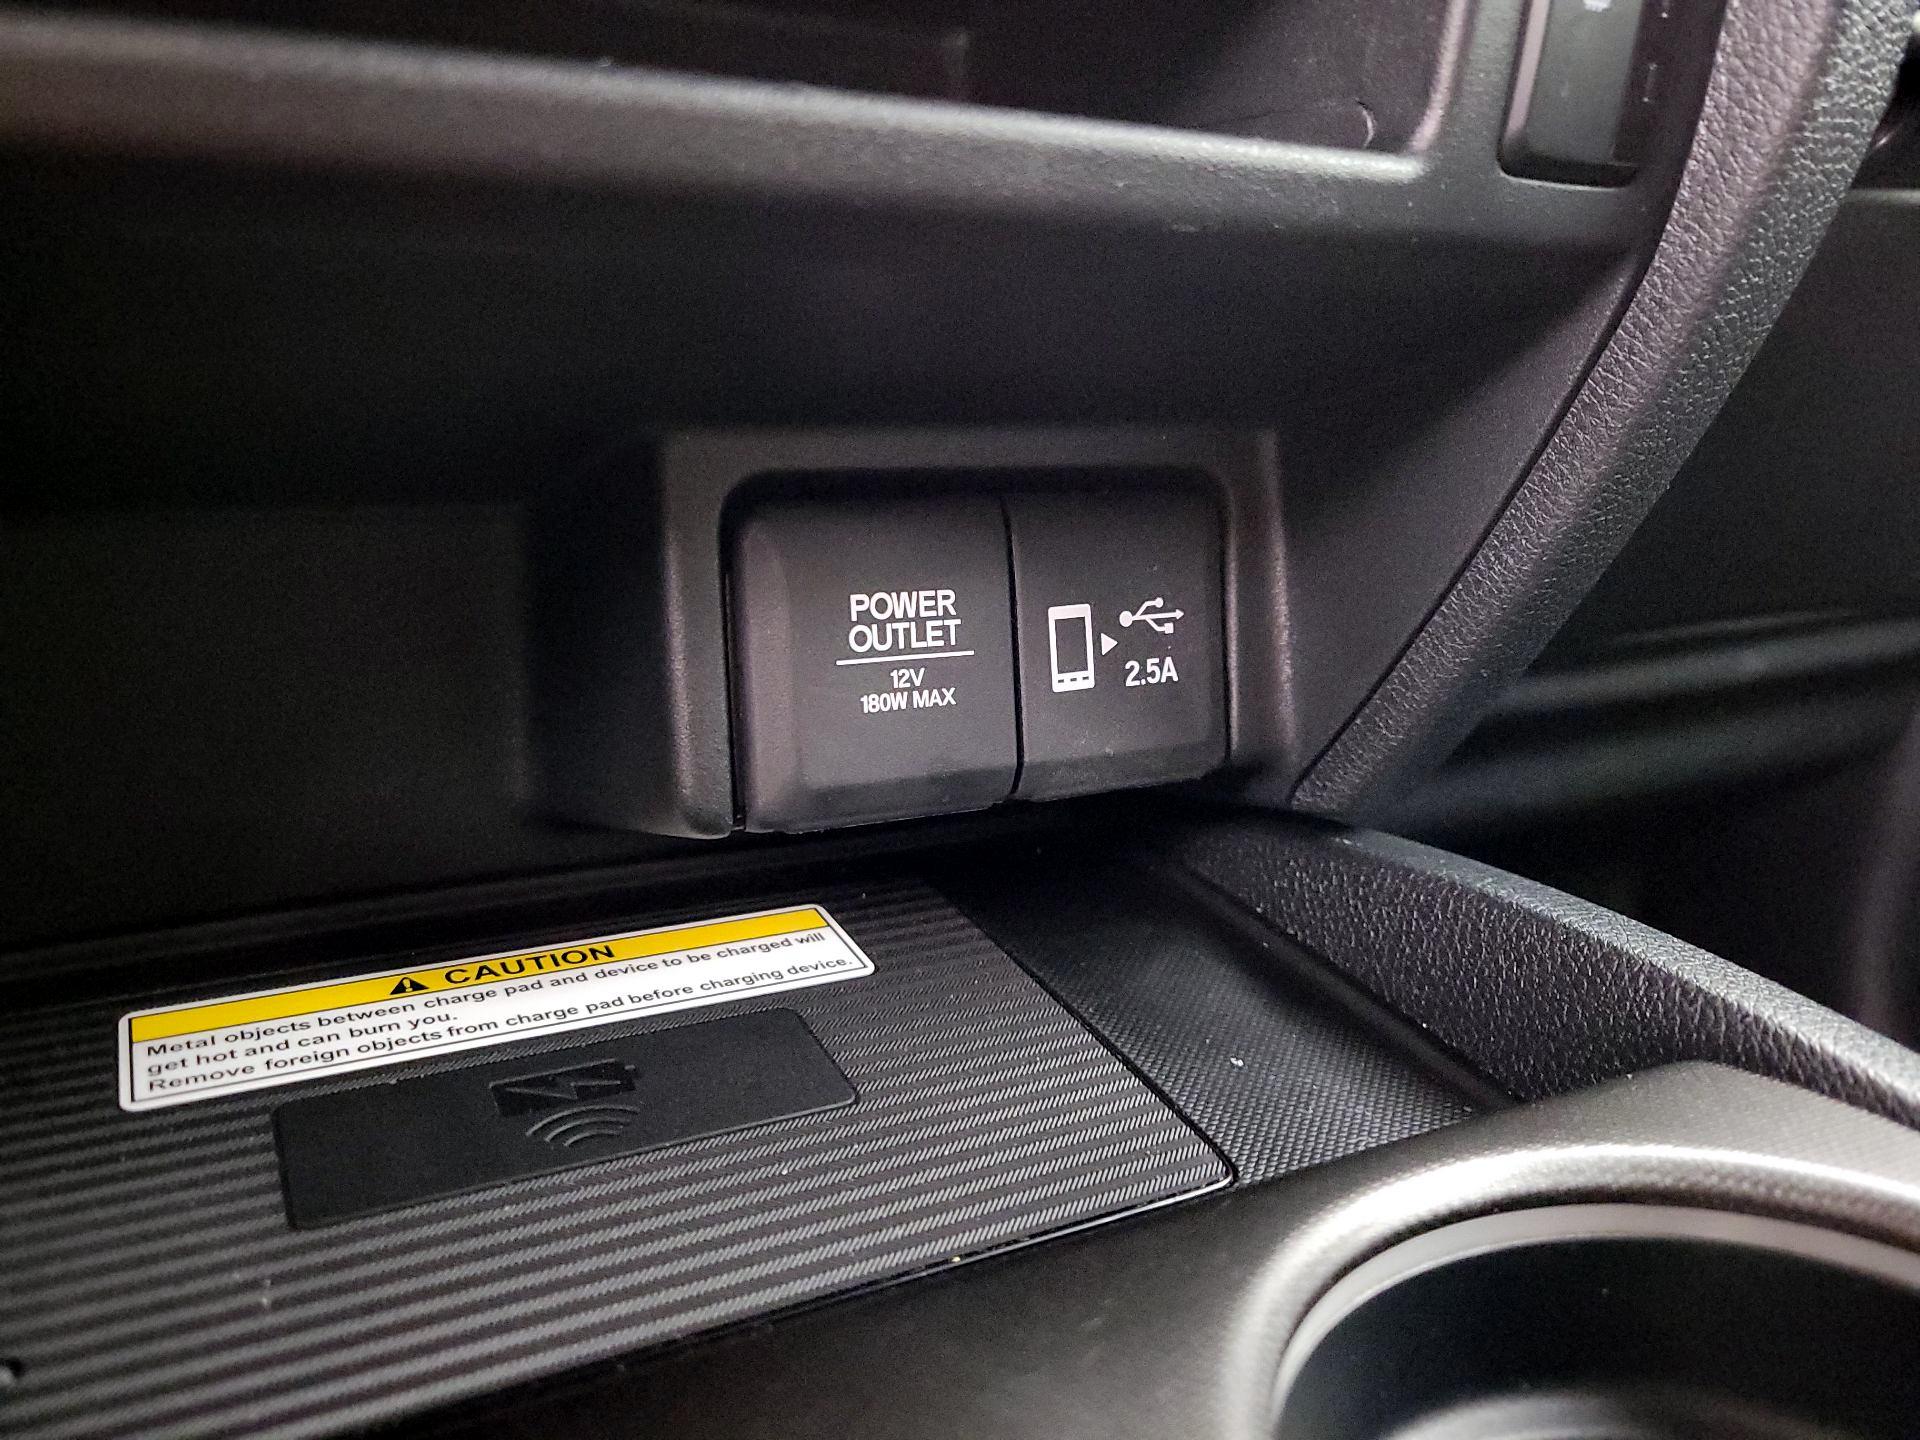 POWER
OUTLET
12V
180W MAX
2.5A
CAUTION
Metal objects between charge pad and device to be charged will
get hot and can burn you.
Remove foreign objects from charge pad before charging device.